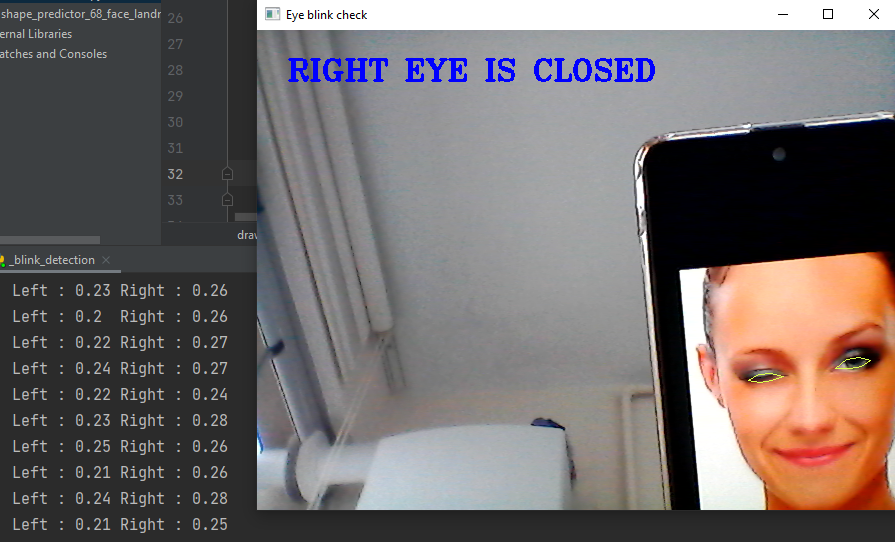 shape_predictor_68_face_landr
ernal Libraries
atches and Consoles
26
27
28
29
30
31
32
33
drav
Eye blink check
RIGHT EYE IS CLOSED
_blink_detection
Left : 0.23 Right : 0.26
Left : 0.2 Right : 0.26
Left : 0.22 Right : 0.27
Left : 0.24 Right : 0.27
Left : 0.22 Right : 0.24
Left : 0.23 Right : 0.28
Left : 0.25 Right : 0.26
Left : 0.21 Right : 0.26
Left : 0.24 Right : 0.28
Left : 0.21 Right : 0.25